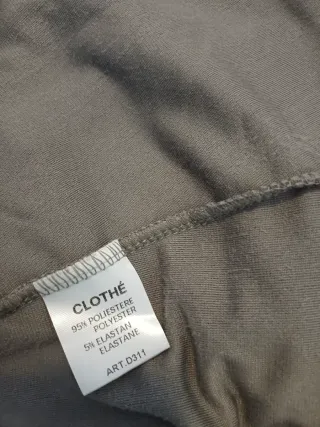 CLOTHÉ
95% POLIESTERE
POLYESTER
5% ELASTAN
ELASTANE
ART.D311